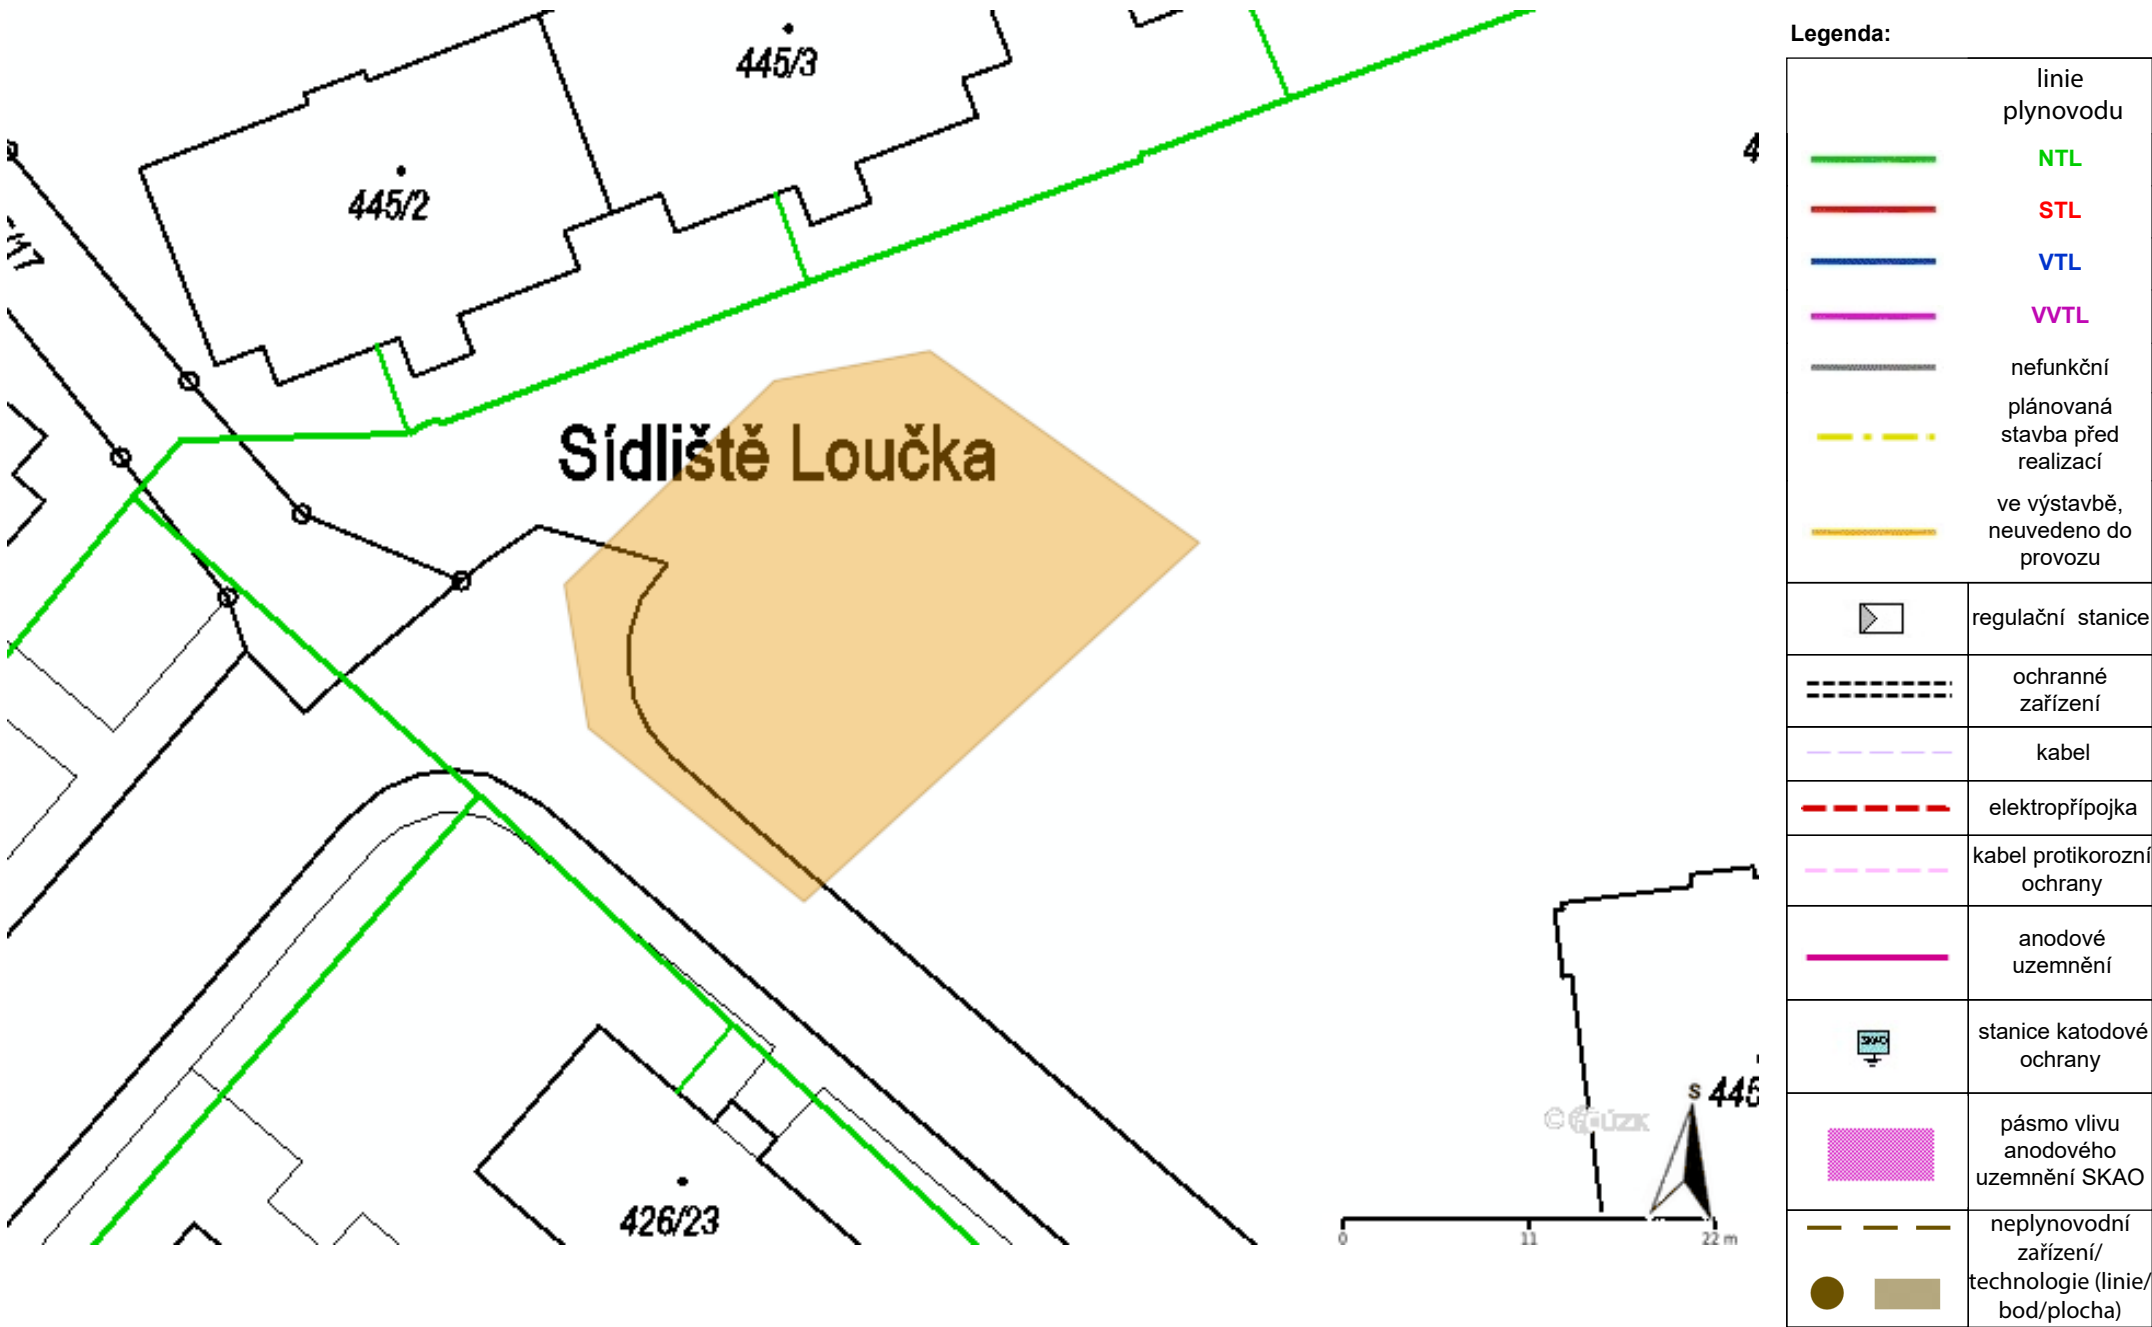 445/3
445/2
Sídliště Loučka
426/23
S
0 11 22 m
Legenda:
linie
plynovodu
NTL
STL
VTL
VVTL
nefunkční
plánovaná
stavba před
realizací
ve výstavbě,
neuvedeno do
provozu
regulační stanice
ochranné
zařízení
kabel
elektropřípojka
kabel protikorozní
ochrany
anodové
uzemnění
SKAO
stanice katodové
ochrany
pásmo vlivu
anodového
uzemnění SKAO
neplynovodní
zařízení/
technologie (linie/
bod/plocha)